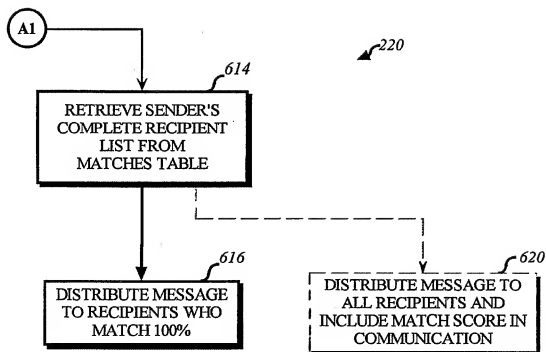 A1
220
614
RETRIEVE SENDER'S
COMPLETE RECIPIENT
LIST FROM
MATCHES TABLE
616
DISTRIBUTE MESSAGE
TO RECIPIENTS WHO
MATCH 100%
620
DISTRIBUTE MESSAGE TO
ALL RECIPIENTS AND
INCLUDE MATCH SCORE IN
COMMUNICATION